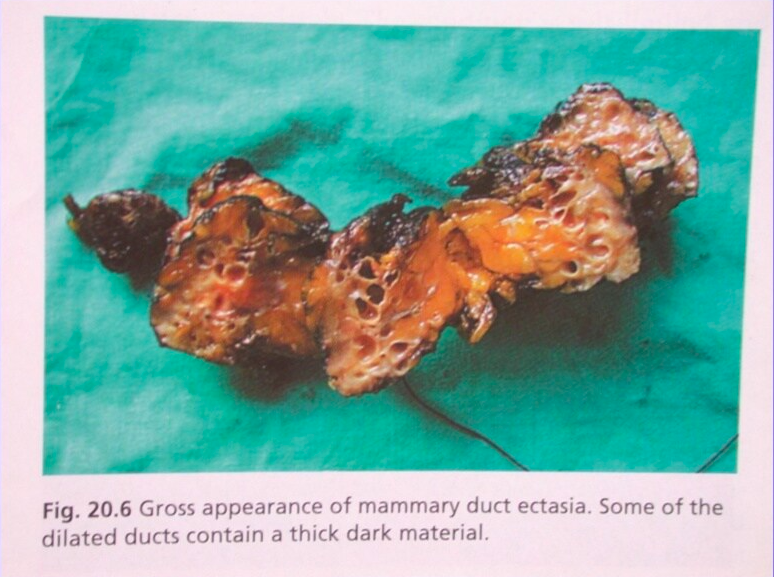 Fig. 20.6 Gross appearance of mammary duct ectasia. Some of the
dilated ducts contain a thick dark material.